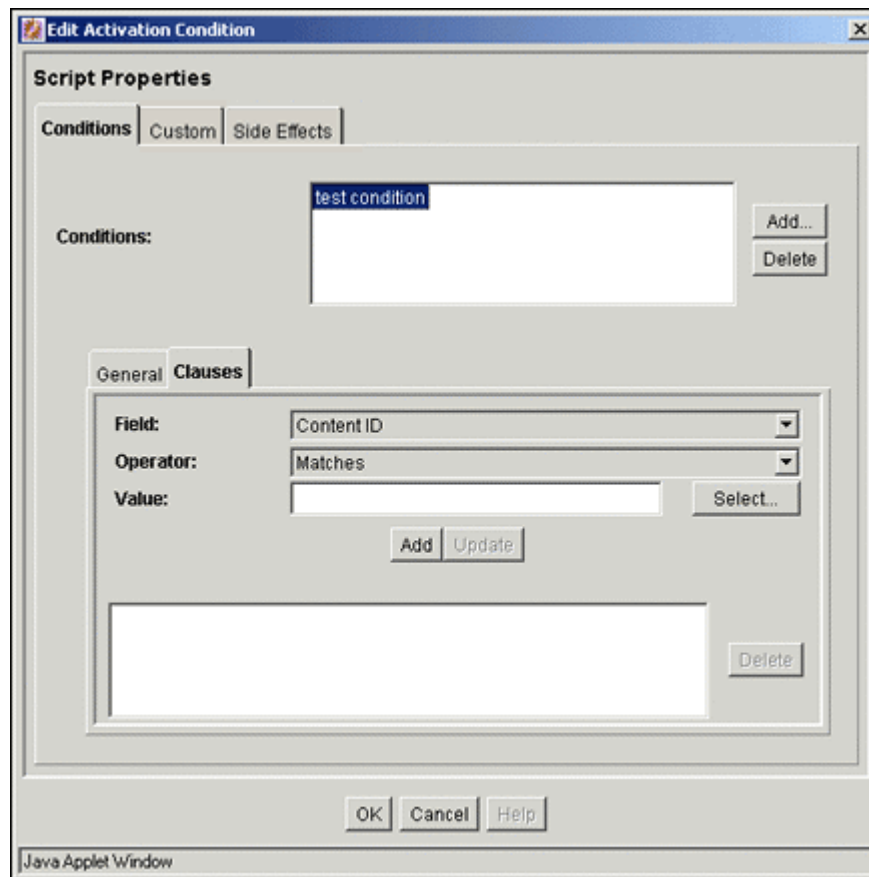 Edit Activation Condition
Script Properties
Conditions Custom Side Effects
test condition
Conditions:
Add...
Delete
General Clauses
Field: Content ID
Operator: Matches
Value: Select...
Add Update
Delete
OK Cancel Help
Java Applet Window